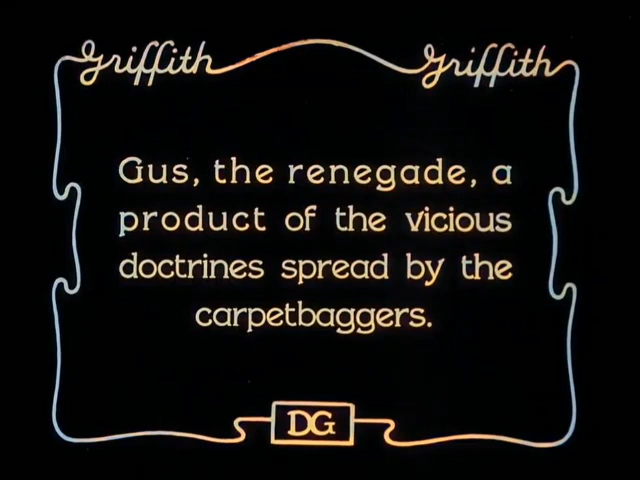 Griffith Griffith
Gus, the renegade, a
product of the vicious
doctrines spread by the
carpetbaggers.
DG